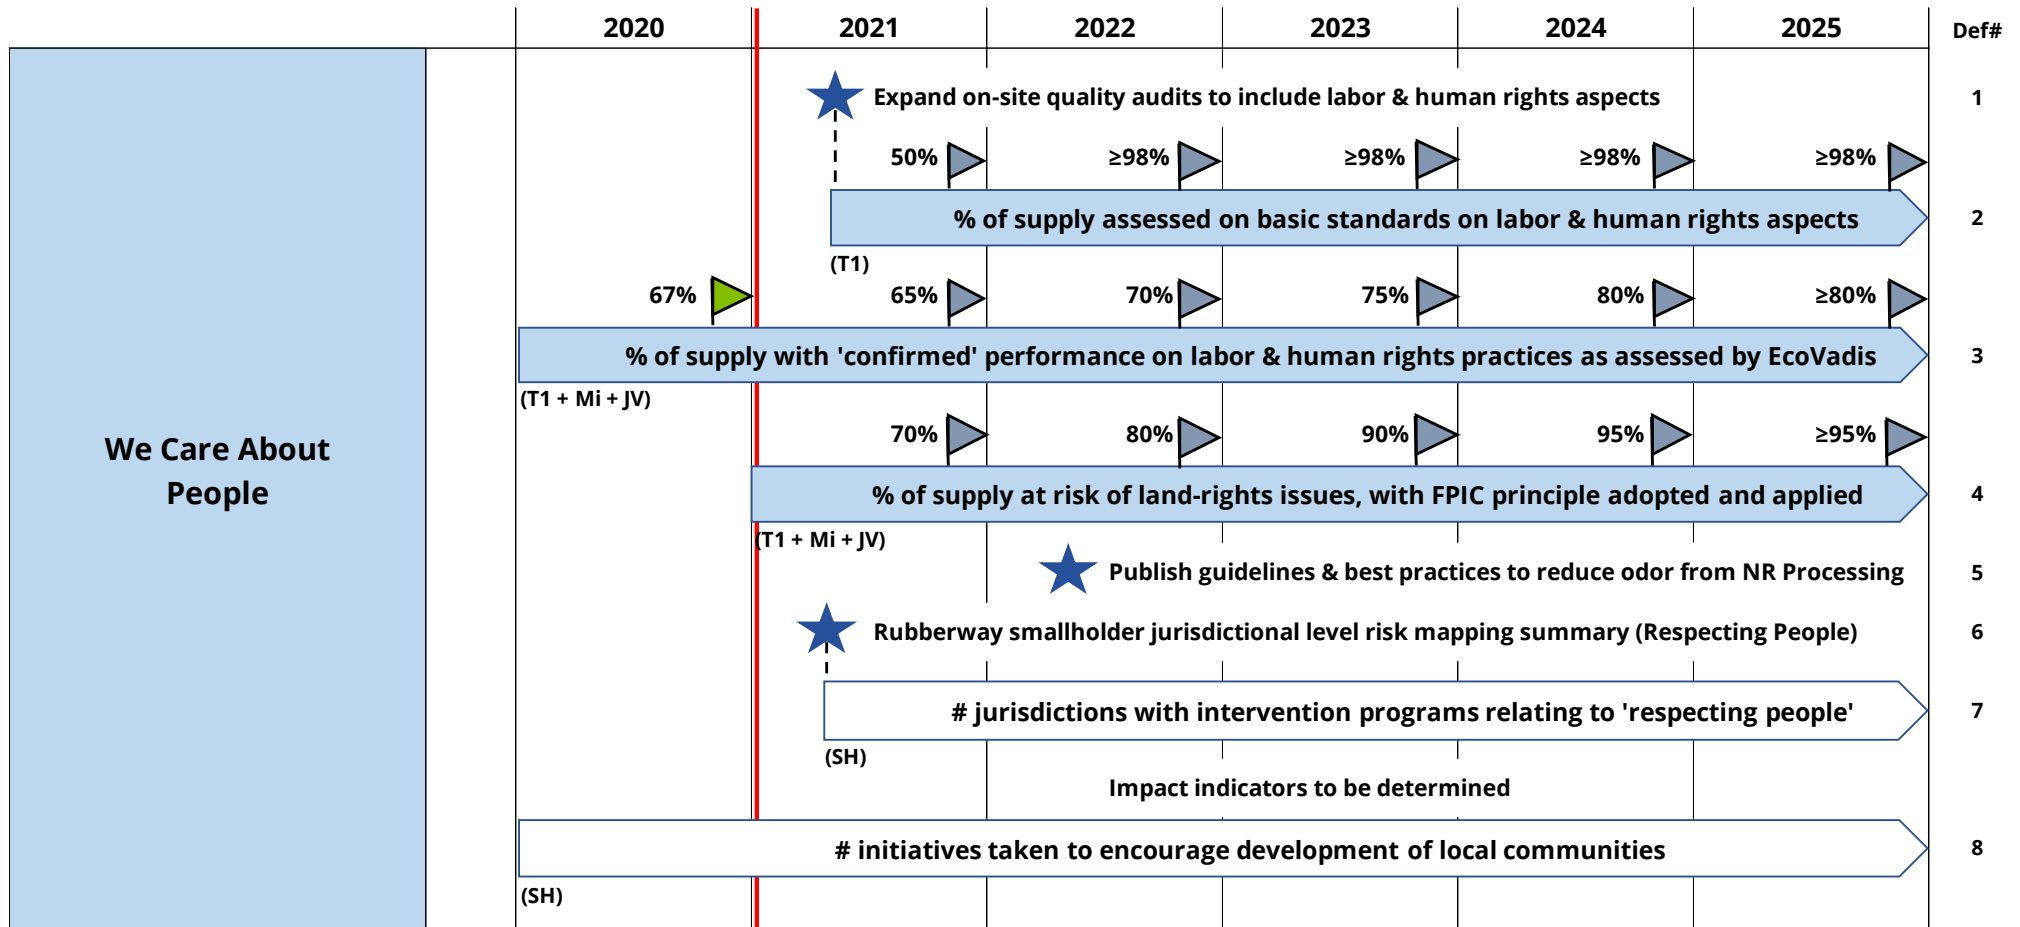 2020 2021 2022 2023 2024 2025 Def#
Expand on-site quality audits to include labor & human rights aspects 1
50% ≥98% ≥98% ≥98% ≥98%
% of supply assessed on basic standards on labor & human rights aspects 2
(T1)
67% 65% 70% 75% 80% ≥80%
% of supply with 'confirmed' performance on labor & human rights practices as assessed by EcoVadis 3
(T1 + Mi + JV)
70% 80% 90% 95% ≥95%
We Care About
People
% of supply at risk of land-rights issues, with FPIC principle adopted and applied 4
(T1 + Mi + JV)
Publish guidelines & best practices to reduce odor from NR Processing 5
Rubberway smallholder jurisdictional level risk mapping summary (Respecting People) 6
# jurisdictions with intervention programs relating to 'respecting people' 7
(SH)
Impact indicators to be determined
# initiatives taken to encourage development of local communities 8
(SH)